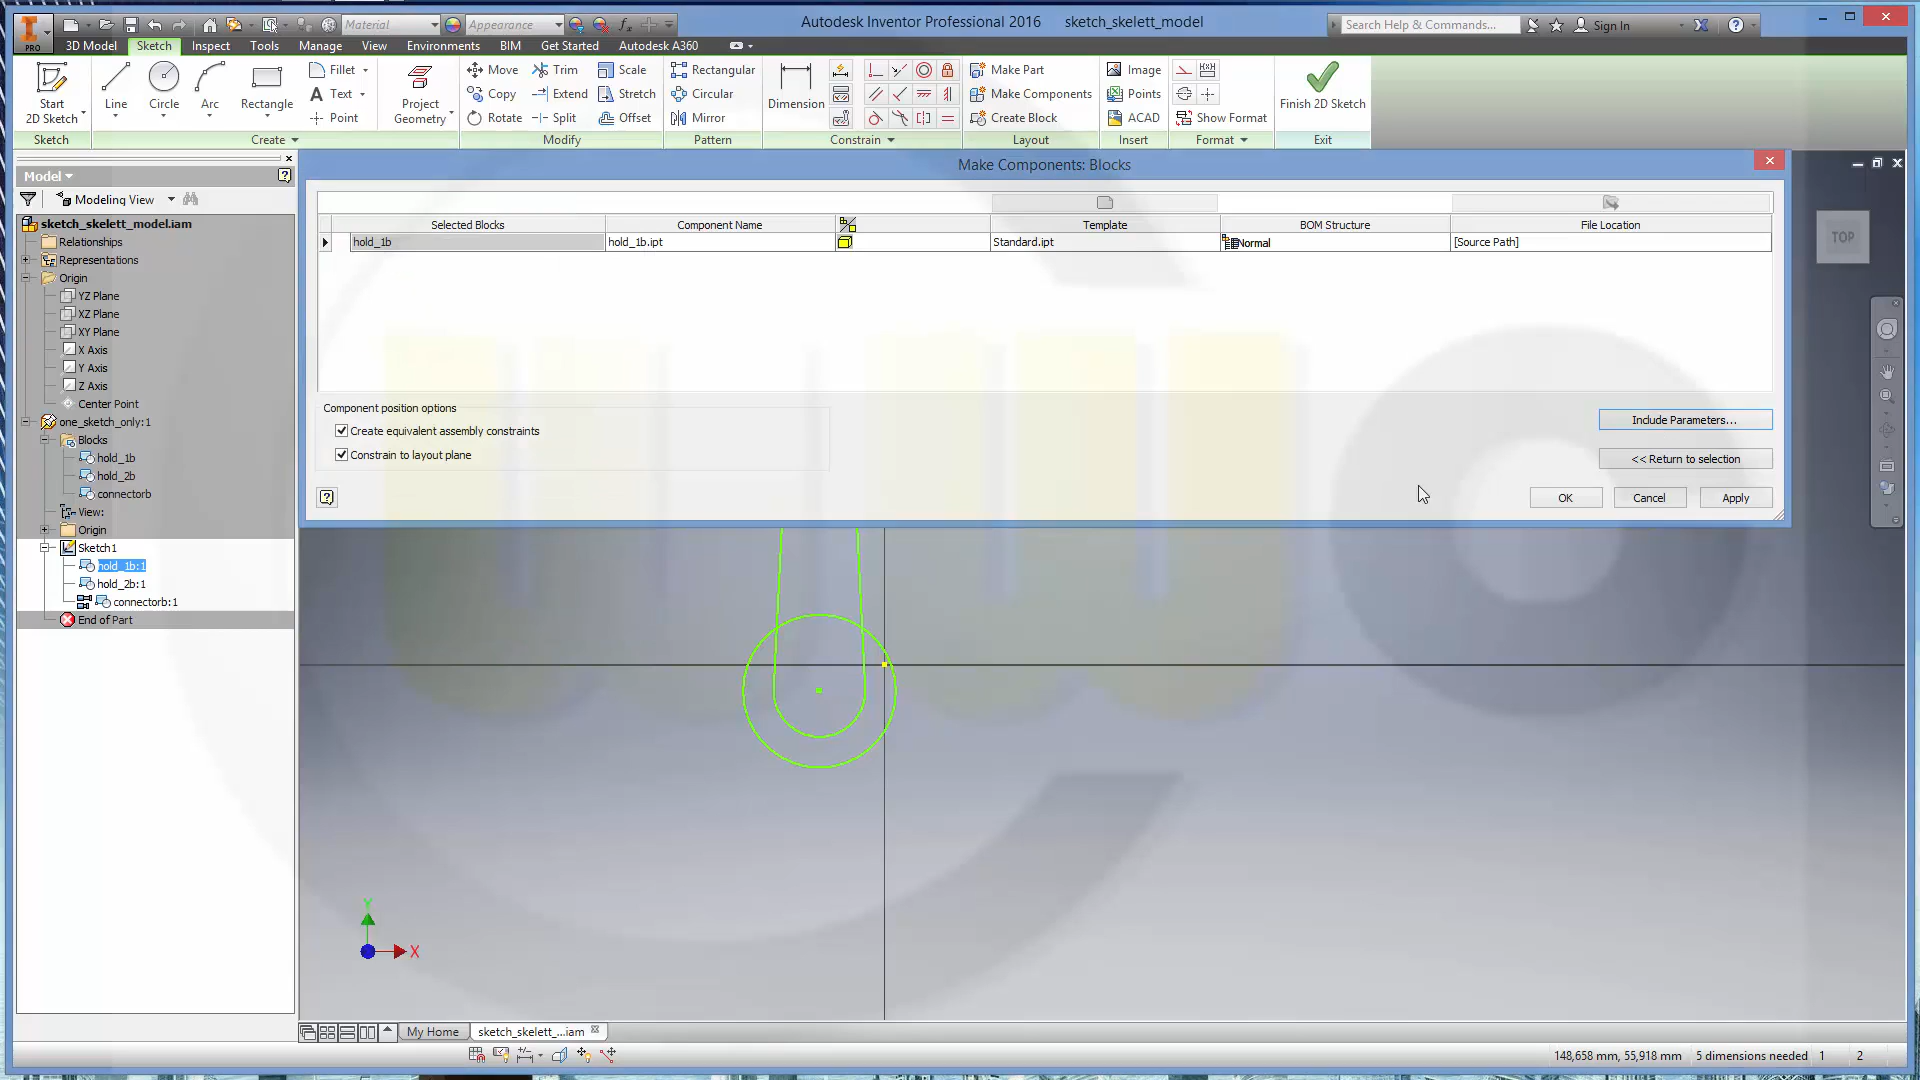 Material
Appearance
Autodesk Inventor Professional 2016 sketch_skelett_model
Search Help & Commands...
Sign In
PRO
3D Model Sketch Inspect Tools Manage View Environments BIM Get Started Autodesk A360
Start
2D Sketch
Line
Circle
Arc
Rectangle
Fillet
Text
Point
Project
Geometry
Move
Copy
Rotate
Trim
Extend
Split
Scale
Stretch
Offset
Rectangular
Circular
Mirror
Dimension
Make Part
Make Components
Create Block
Image
Points
ACAD
Show Format
Finish 2D Sketch
Sketch Create Modify Pattern Constrain Layout Insert Format Exit
Model
Modeling View
sketch_skelett_model.iam
Relationships
Representations
Origin
YZ Plane
XZ Plane
XY Plane
X Axis
Y Axis
Z Axis
Center Point
one_sketch_only:1
Blocks
hold_1b
hold_2b
connectorb
View:
Origin
Sketch1
hold_1b:1
hold_2b:1
connectorb:1
End of Part
Make Components: Blocks
Selected Blocks Component Name Template BOM Structure File Location
hold_1b hold_1b.ipt Standard.ipt Normal [Source Path]
Component position options
Create equivalent assembly constraints
Constrain to layout plane
Include Parameters...
<< Return to selection
OK Cancel Apply
TOP
Y
X
My Home sketch_skelett_...iam
148,658 mm, 55,918 mm 5 dimensions needed 1 2